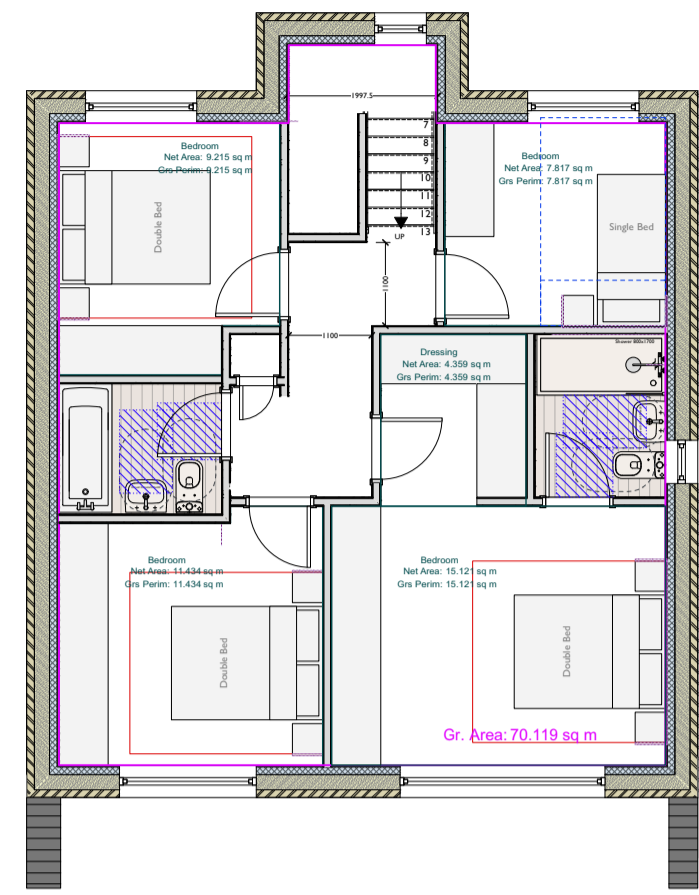 1997.5
7
8
9
10
11
12
13
UP
1100
1100
Bedroom
Net Area: 9.215 sq m
Grs Perim: 9.215 sq m
Double Bed
Bedroom
Net Area: 7.817 sq m
Grs Perim: 7.817 sq m
Single Bed
Dressing
Net Area: 4.359 sq m
Grs Perim: 4.359 sq m
Shower 800x1700
Bedroom
Net Area: 11.434 sq m
Grs Perim: 11.434 sq m
Double Bed
Bedroom
Net Area: 15.121 sq m
Grs Perim: 15.121 sq m
Double Bed
Gr. Area: 70.119 sq m